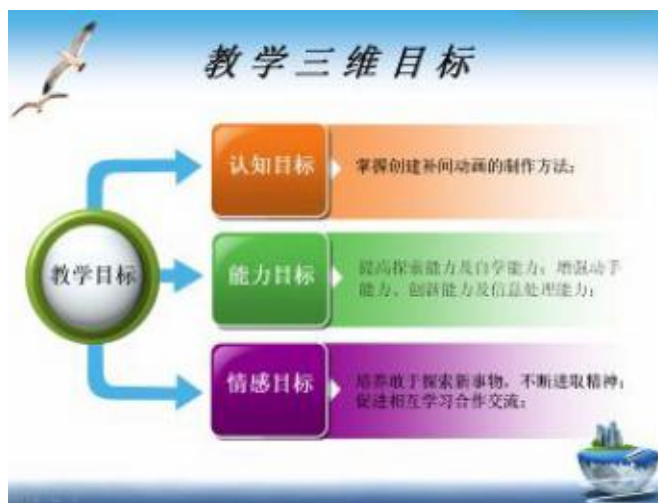 教学三维目标
认知目标
掌握创建补间动画的制作方法；
教学目标
能力目标
提高探索能力及自学能力；增强动手
能力、创新能力及信息处理能力；
情感目标
培养敢于探索新事物，不断进取精神；
促进相互学习合作交流；